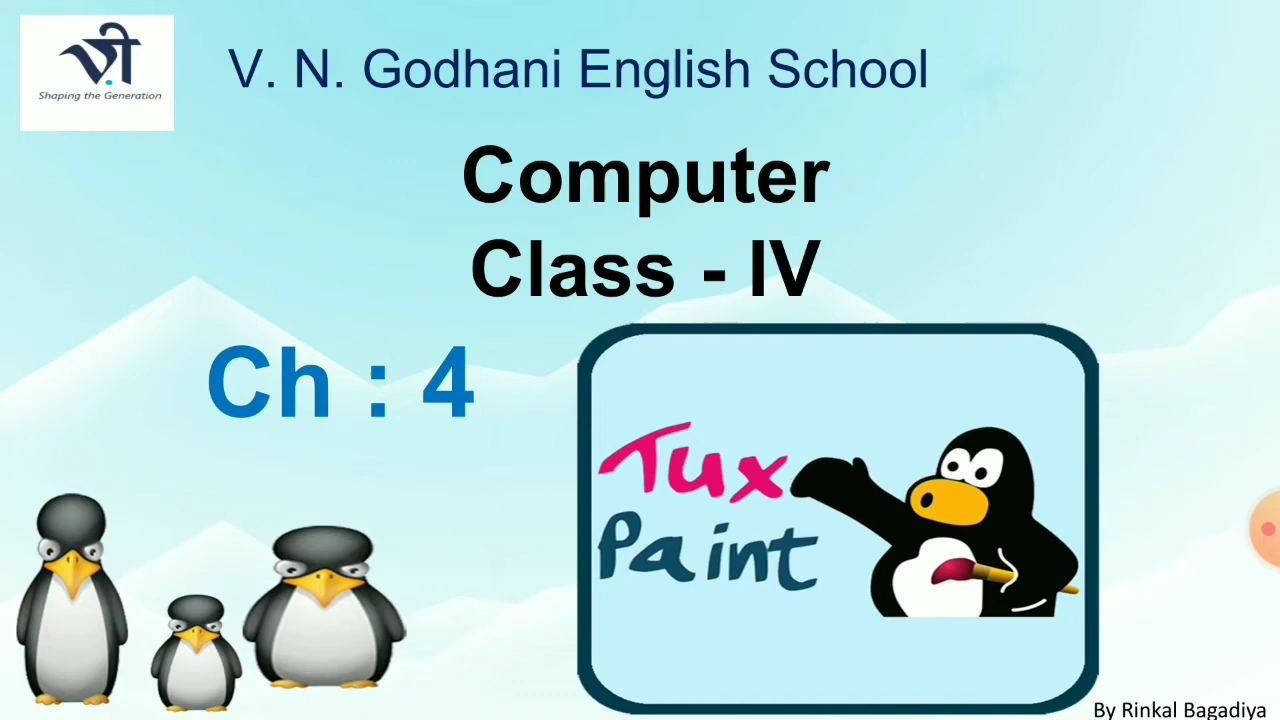 वी
Shaping the Generation
V. N. Godhani English School
Computer
Class - IV
Ch : 4
Tux
Paint
By Rinkal Bagadiya